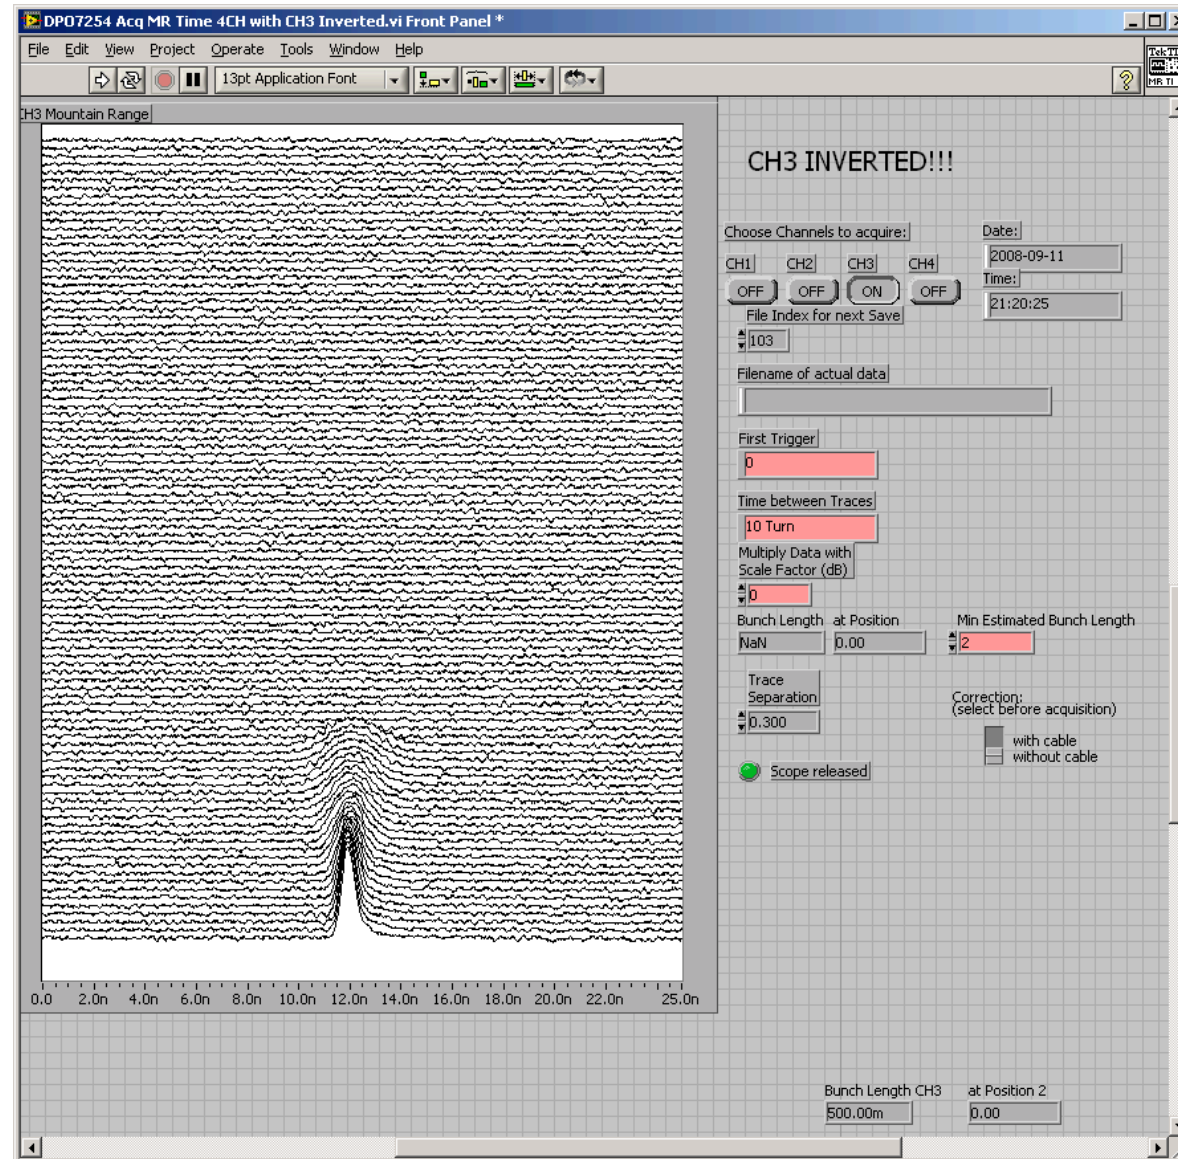 DPO7254 Acq MR Time 4CH with CH3 Inverted.vi Front Panel *
File Edit View Project Operate Tools Window Help
13pt Application Font
?
TekTI
MR TI
CH3 Mountain Range
CH3 INVERTED!!!
Choose Channels to acquire:
Date:
2008-09-11
CH1 CH2 CH3 CH4
Time:
OFF OFF ON OFF
21:20:25
File Index for next Save
103
Filename of actual data
First Trigger
0
Time between Traces
10 Turn
Multiply Data with
Scale Factor (dB)
0
Bunch Length at Position Min Estimated Bunch Length
NaN 0.00 2
Trace
Separation
0.300
Correction:
(select before acquisition)
with cable
without cable
Scope released
0.0 2.0n 4.0n 6.0n 8.0n 10.0n 12.0n 14.0n 16.0n 18.0n 20.0n 22.0n 25.0n
Bunch Length CH3 at Position 2
500.00m 0.00